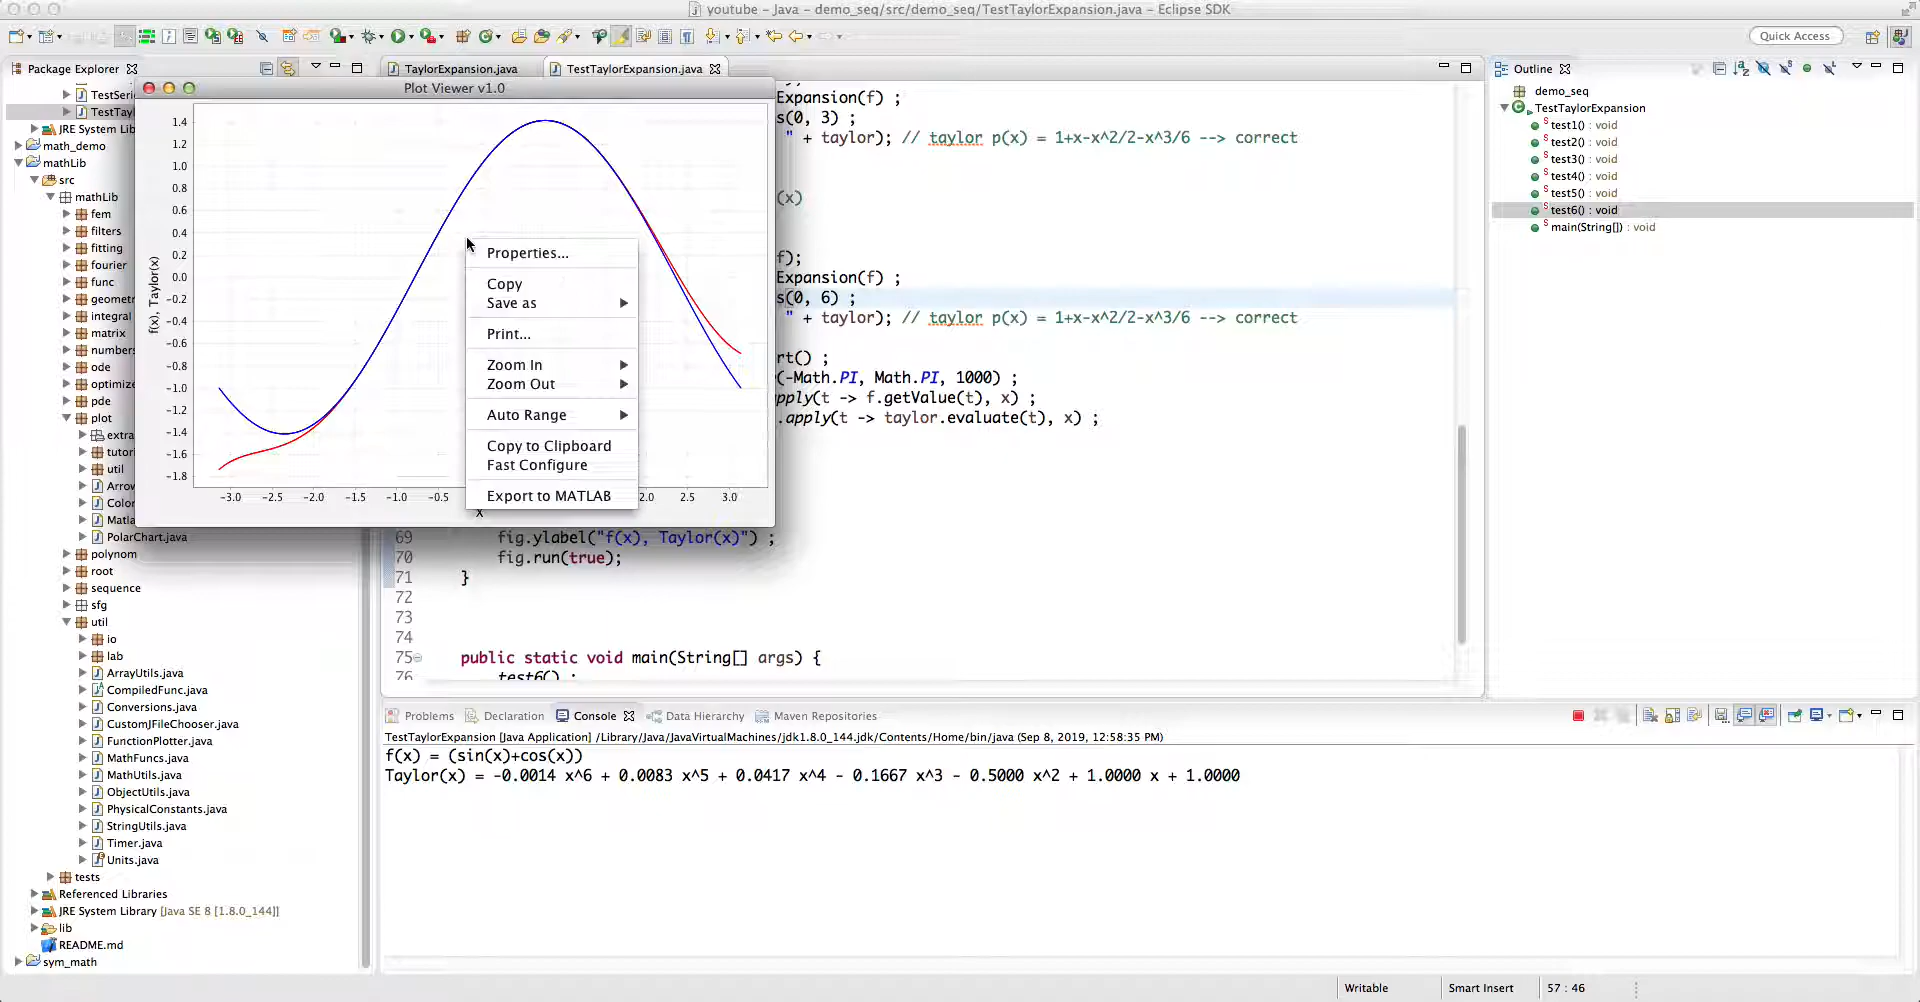 youtube - Java - demo_seq/src/demo_seq/TestTaylorExpansion.java - Eclipse SDK
Quick Access
Package Explorer
TestSeri
TestTayl
JRE System Lib
math_demo
mathLib
src
mathLib
fem
filters
fitting
fourier
func
geomet
integral
matrix
numbers
ode
optimize
pde
plot
extra
tutori
util
Arrow
Color
Matla
PolarChart.java
polynom
root
sequence
sfg
util
io
lab
ArrayUtils.java
CompiledFunc.java
Conversions.java
CustomJFileChooser.java
FunctionPlotter.java
MathFuncs.java
MathUtils.java
ObjectUtils.java
PhysicalConstants.java
StringUtils.java
Timer.java
Units.java
tests
Referenced Libraries
JRE System Library [Java SE 8 [1.8.0_144]]
lib
README.md
sym_math
Plot Viewer v1.0
f(x), Taylor(x)
1.4
1.2
1.0
0.8
0.6
0.4
0.2
0.0
-0.2
-0.4
-0.6
-0.8
-1.0
-1.2
-1.4
-1.6
-1.8
-3.0 -2.5 -2.0 -1.5 -1.0 -0.5 2.0 2.5 3.0
x
Properties...
Copy
Save as
Print...
Zoom In
Zoom Out
Auto Range
Copy to Clipboard
Fast Configure
Export to MATLAB
TaylorExpansion.java
TestTaylorExpansion.java
Expansion(f) ;
s(0, 3) ;
" + taylor); // taylor p(x) = 1+x-x^2/2-x^3/6 --> correct
(x)
f);
Expansion(f) ;
s(0, 6) ;
" + taylor); // taylor p(x) = 1+x-x^2/2-x^3/6 --> correct
rt() ;
(-Math.PI, Math.PI, 1000) ;
pply(t -> f.getValue(t), x) ;
.apply(t -> taylor.evaluate(t), x) ;
69 fig.ylabel("f(x), Taylor(x)") ;
70 fig.run(true);
71 }
72
73
74
75 public static void main(String[] args) {
76 test6() ;
Outline
demo_seq
TestTaylorExpansion
test1() : void
test2() : void
test3() : void
test4() : void
test5() : void
test6() : void
main(String[]) : void
Problems Declaration Console Data Hierarchy Maven Repositories
TestTaylorExpansion [Java Application] /Library/Java/JavaVirtualMachines/jdk1.8.0_144.jdk/Contents/Home/bin/java (Sep 8, 2019, 12:58:35 PM)
f(x) = (sin(x)+cos(x))
Taylor(x) = -0.0014 x^6 + 0.0083 x^5 + 0.0417 x^4 - 0.1667 x^3 - 0.5000 x^2 + 1.0000 x + 1.0000
Writable Smart Insert 57 : 46